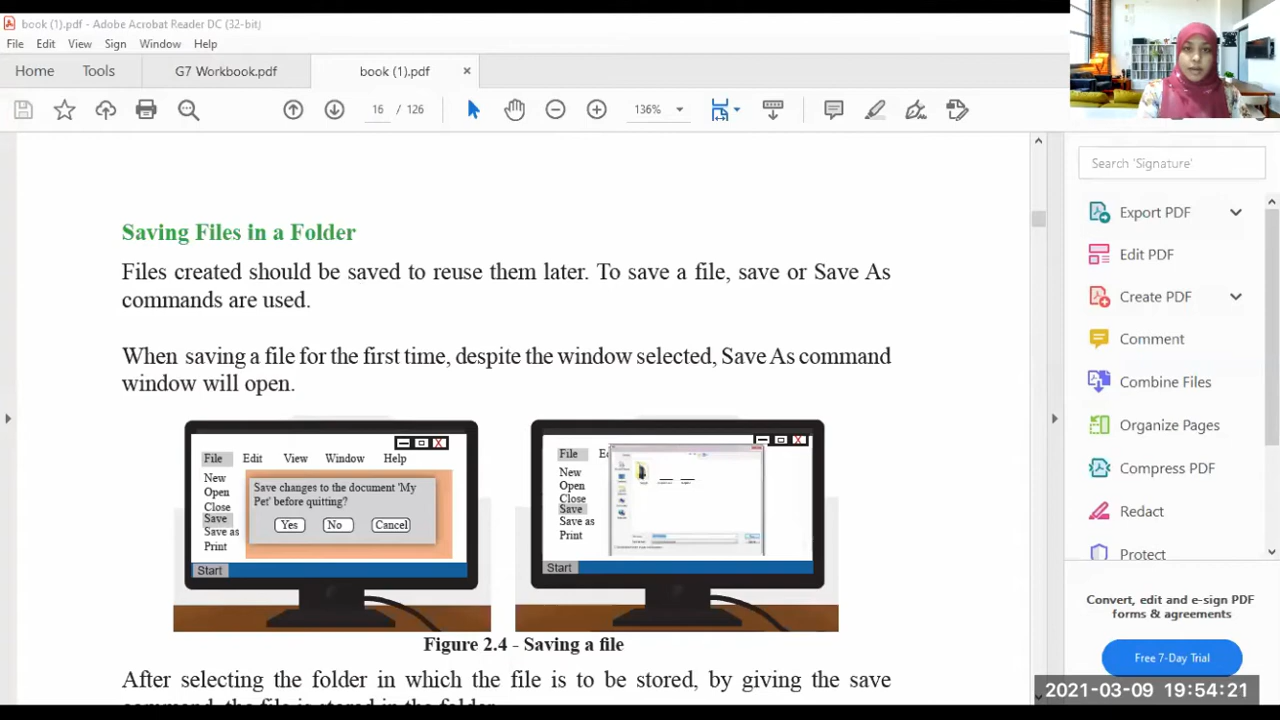 book (1).pdf - Adobe Acrobat Reader DC (32-bit)
File Edit View Sign Window Help
Home Tools G7 Workbook.pdf book (1).pdf ×
16 / 126 136%
Search 'Signature'
Export PDF
Edit PDF
Create PDF
Comment
Combine Files
Organize Pages
Compress PDF
Redact
Protect
Convert, edit and e-sign PDF
forms & agreements
Free 7-Day Trial
Saving Files in a Folder
Files created should be saved to reuse them later. To save a file, save or Save As
commands are used.
When saving a file for the first time, despite the window selected, Save As command
window will open.
File Edit View Window Help
New
Open
Close
Save
Save as
Print
Save changes to the document 'My
Pet' before quitting?
Yes No Cancel
Start
File
New
Open
Close
Save
Save as
Print
Start
Figure 2.4 - Saving a file
After selecting the folder in which the file is to be stored, by giving the save
command, the file is stored in the folder.
2021-03-09 19:54:21